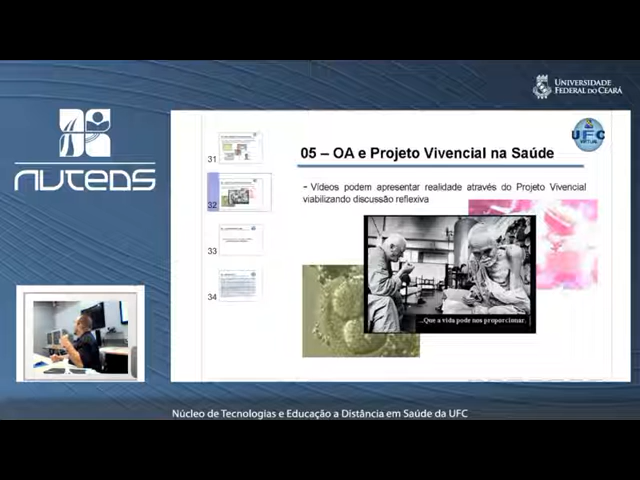 UNIVERSIDADE
FEDERAL DO CEARÁ
NUTEDS
UFC
VIRTUAL
05 – OA e Projeto Vivencial na Saúde
- Vídeos podem apresentar realidade através do Projeto Vivencial
viabilizando discussão reflexiva
31
32
33
34
...Que a vida pode nos proporcionar.
Núcleo de Tecnologias e Educação a Distância em Saúde da UFC